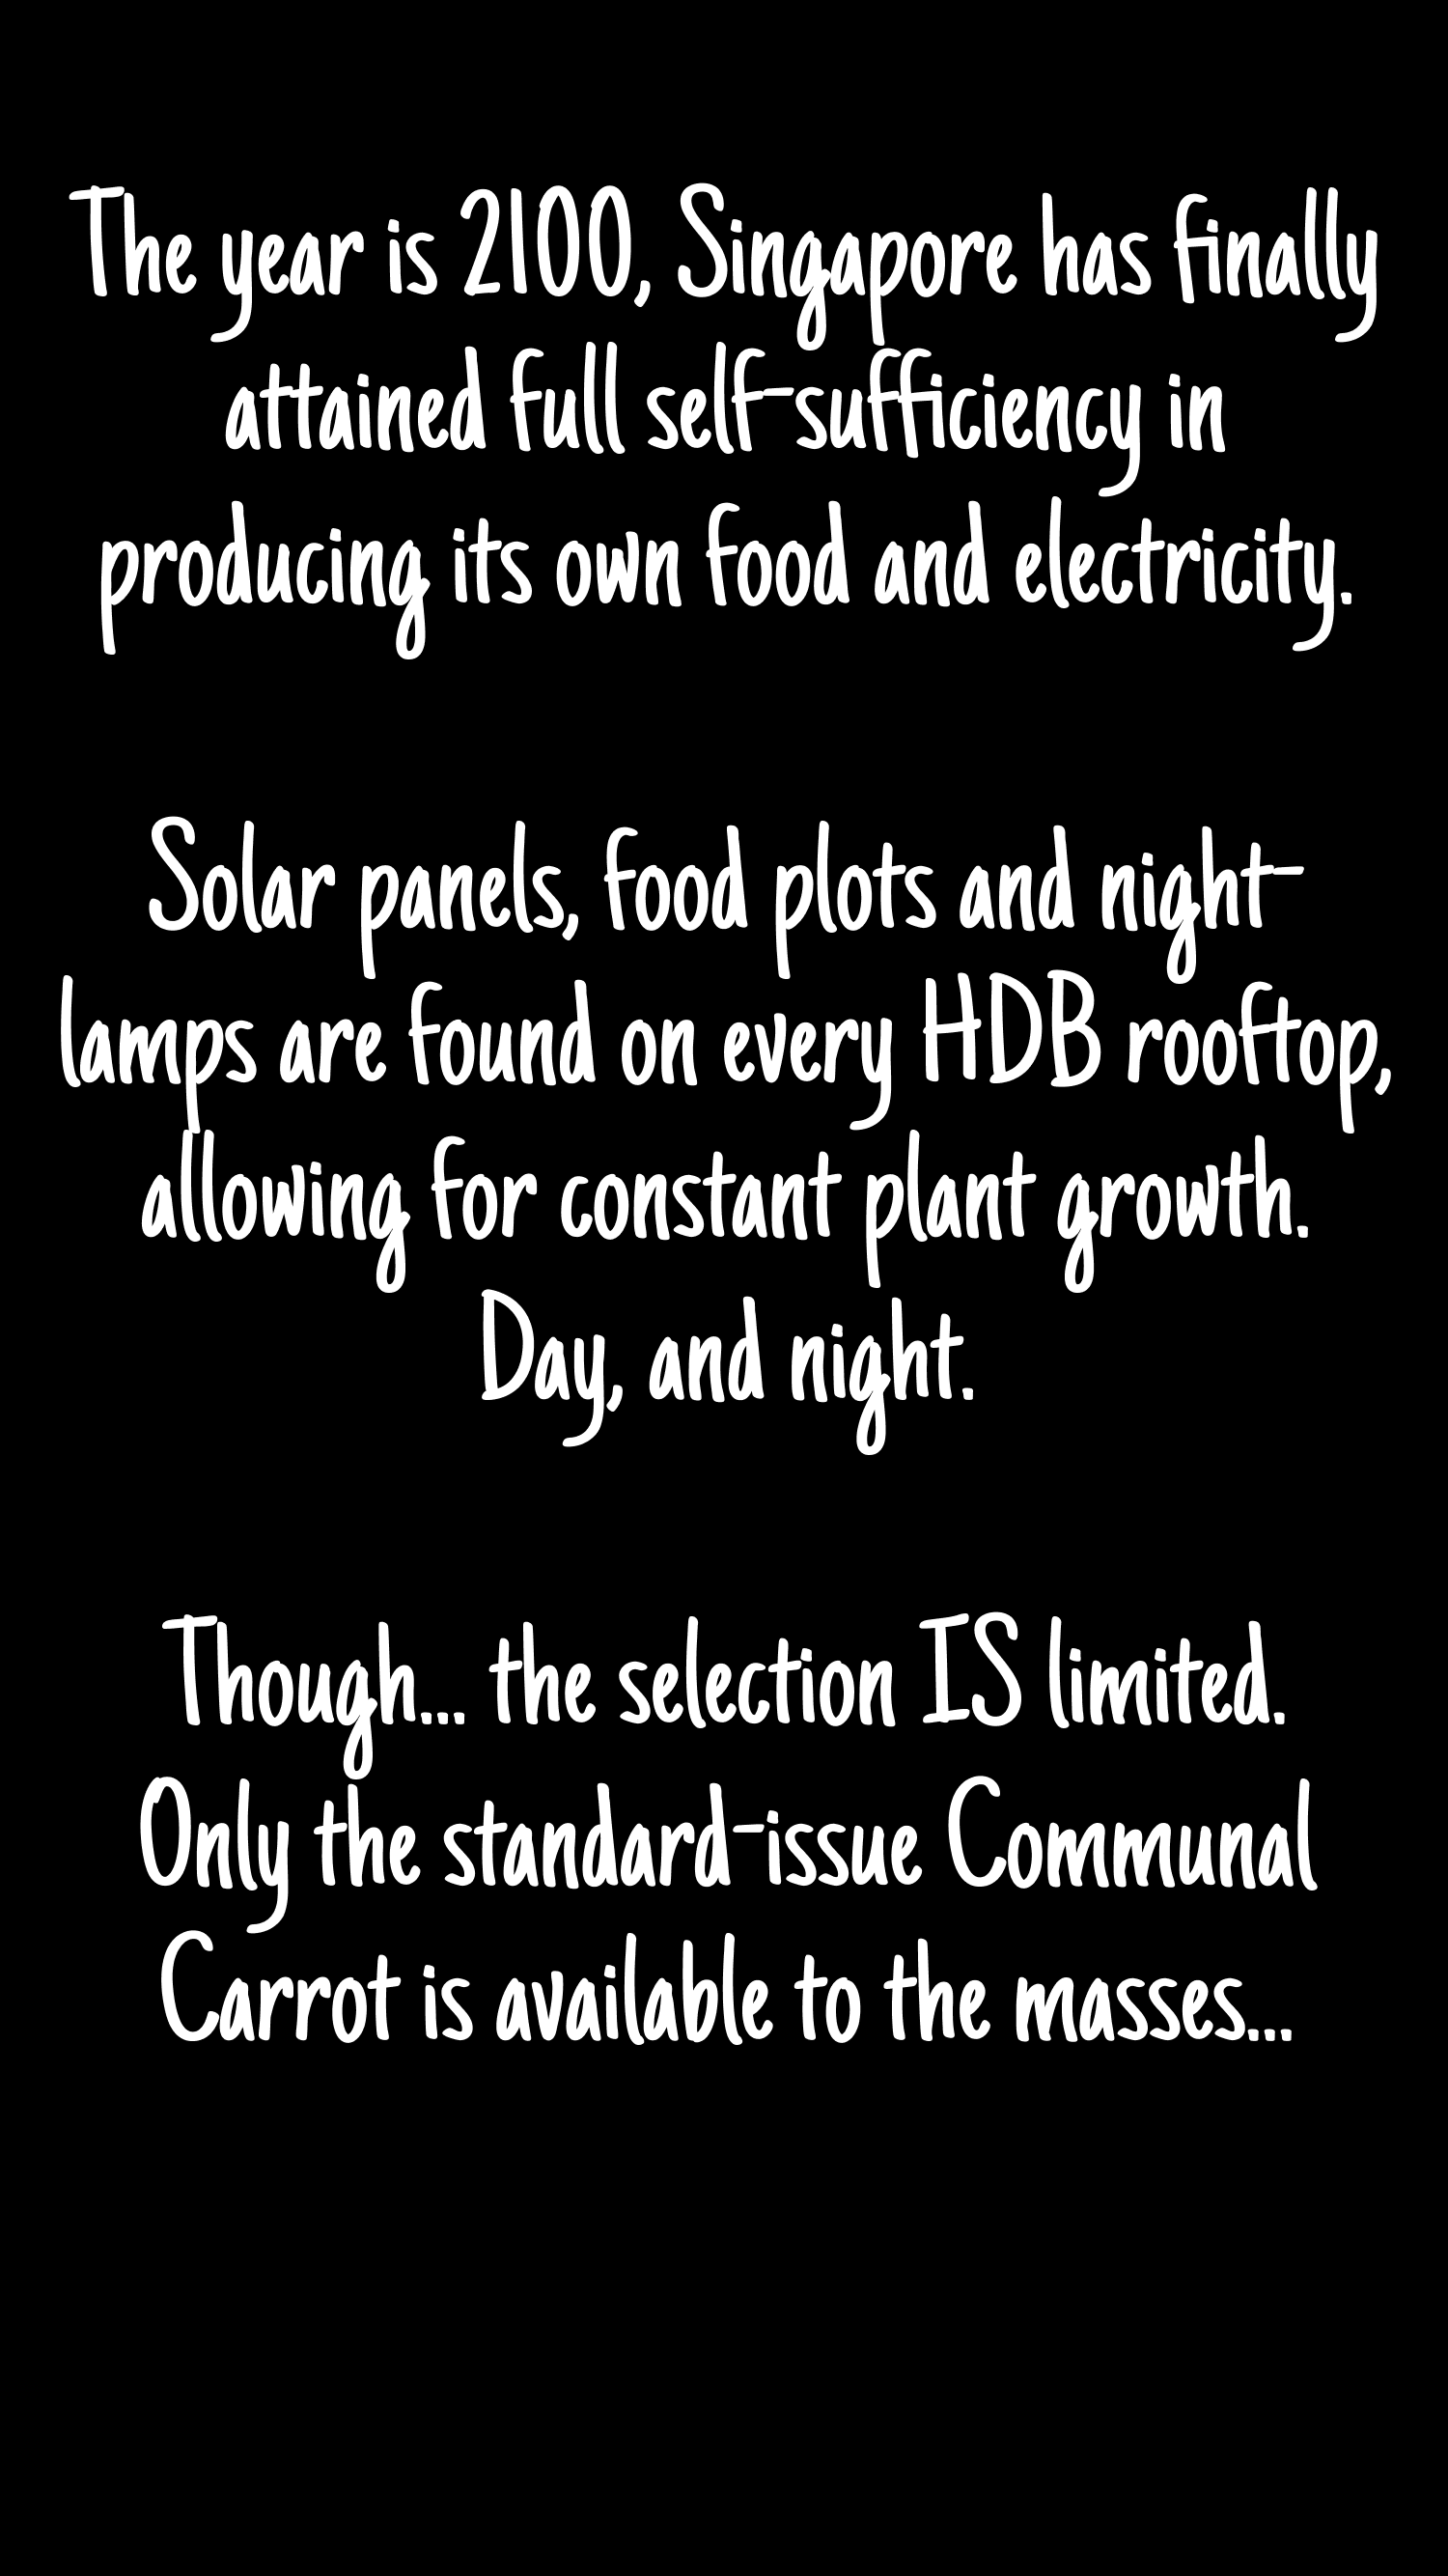 The year is 2100, Singapore has finally
attained full self-sufficiency in
producing its own food and electricity.
Solar panels, food plots and night-
lamps are found on every HDB rooftop,
allowing for constant plant growth.
Day, and night.
Though... the selection IS limited.
Only the standard-issue Communal
Carrot is available to the masses...